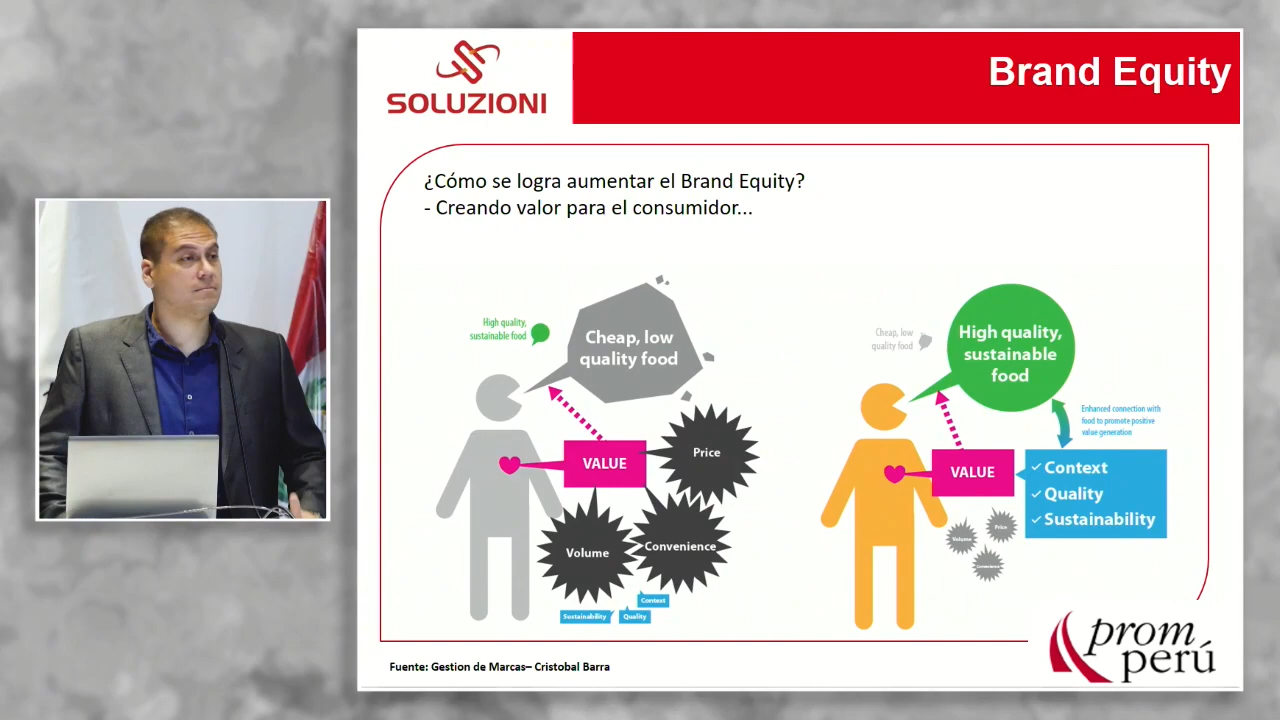 SOLUZIONI
Brand Equity
¿Cómo se logra aumentar el Brand Equity?
- Creando valor para el consumidor...
High quality,
sustainable food
Cheap, low
quality food
VALUE
Price
Volume
Convenience
Context
Sustainability
Quality
Cheap, low
quality food
High quality,
sustainable
food
Enhanced connection with
food to promote positive
value generation
VALUE
Context
Quality
Sustainability
Price
Volume
Convenience
Fuente: Gestion de Marcas– Cristobal Barra
prom
perú